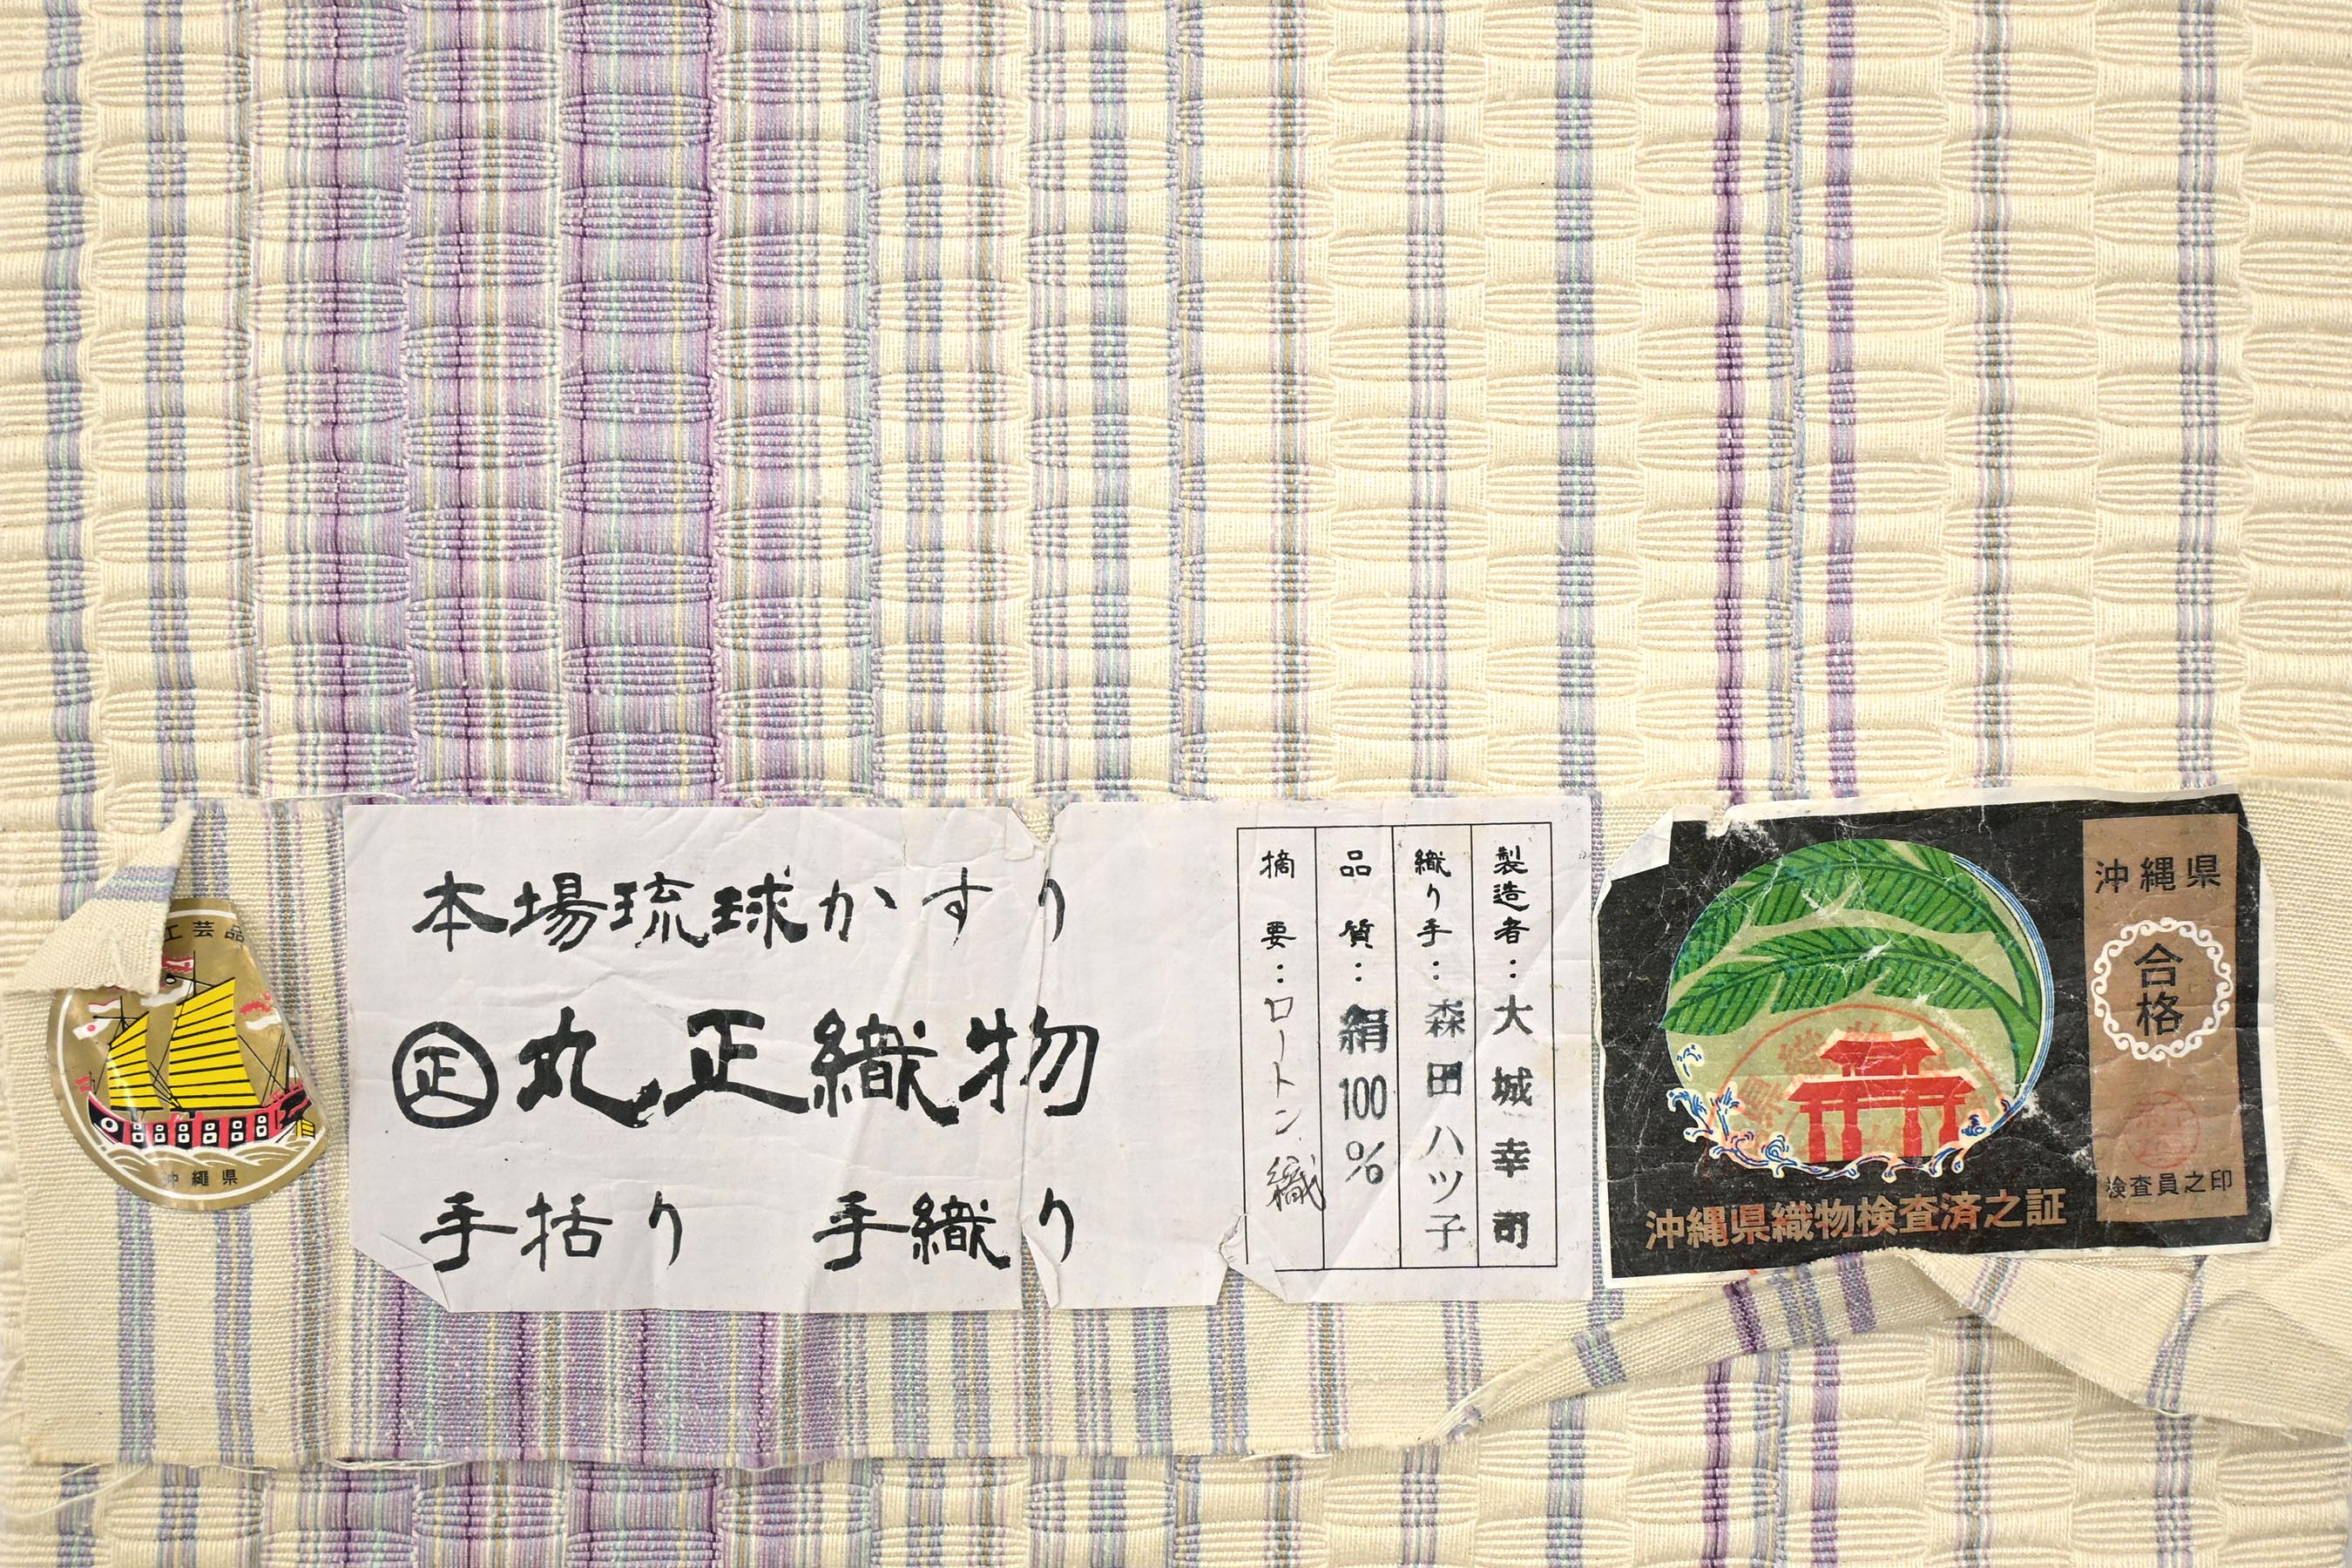 工芸品
沖縄県
本場琉球かすり
正 丸正織物
手括り 手織り
製造者：大城幸司
織り手：森田ハツ子
品質：絹100%
摘要：ロートン織
沖縄県
合格
検査員之印
沖縄県織物検査済之証